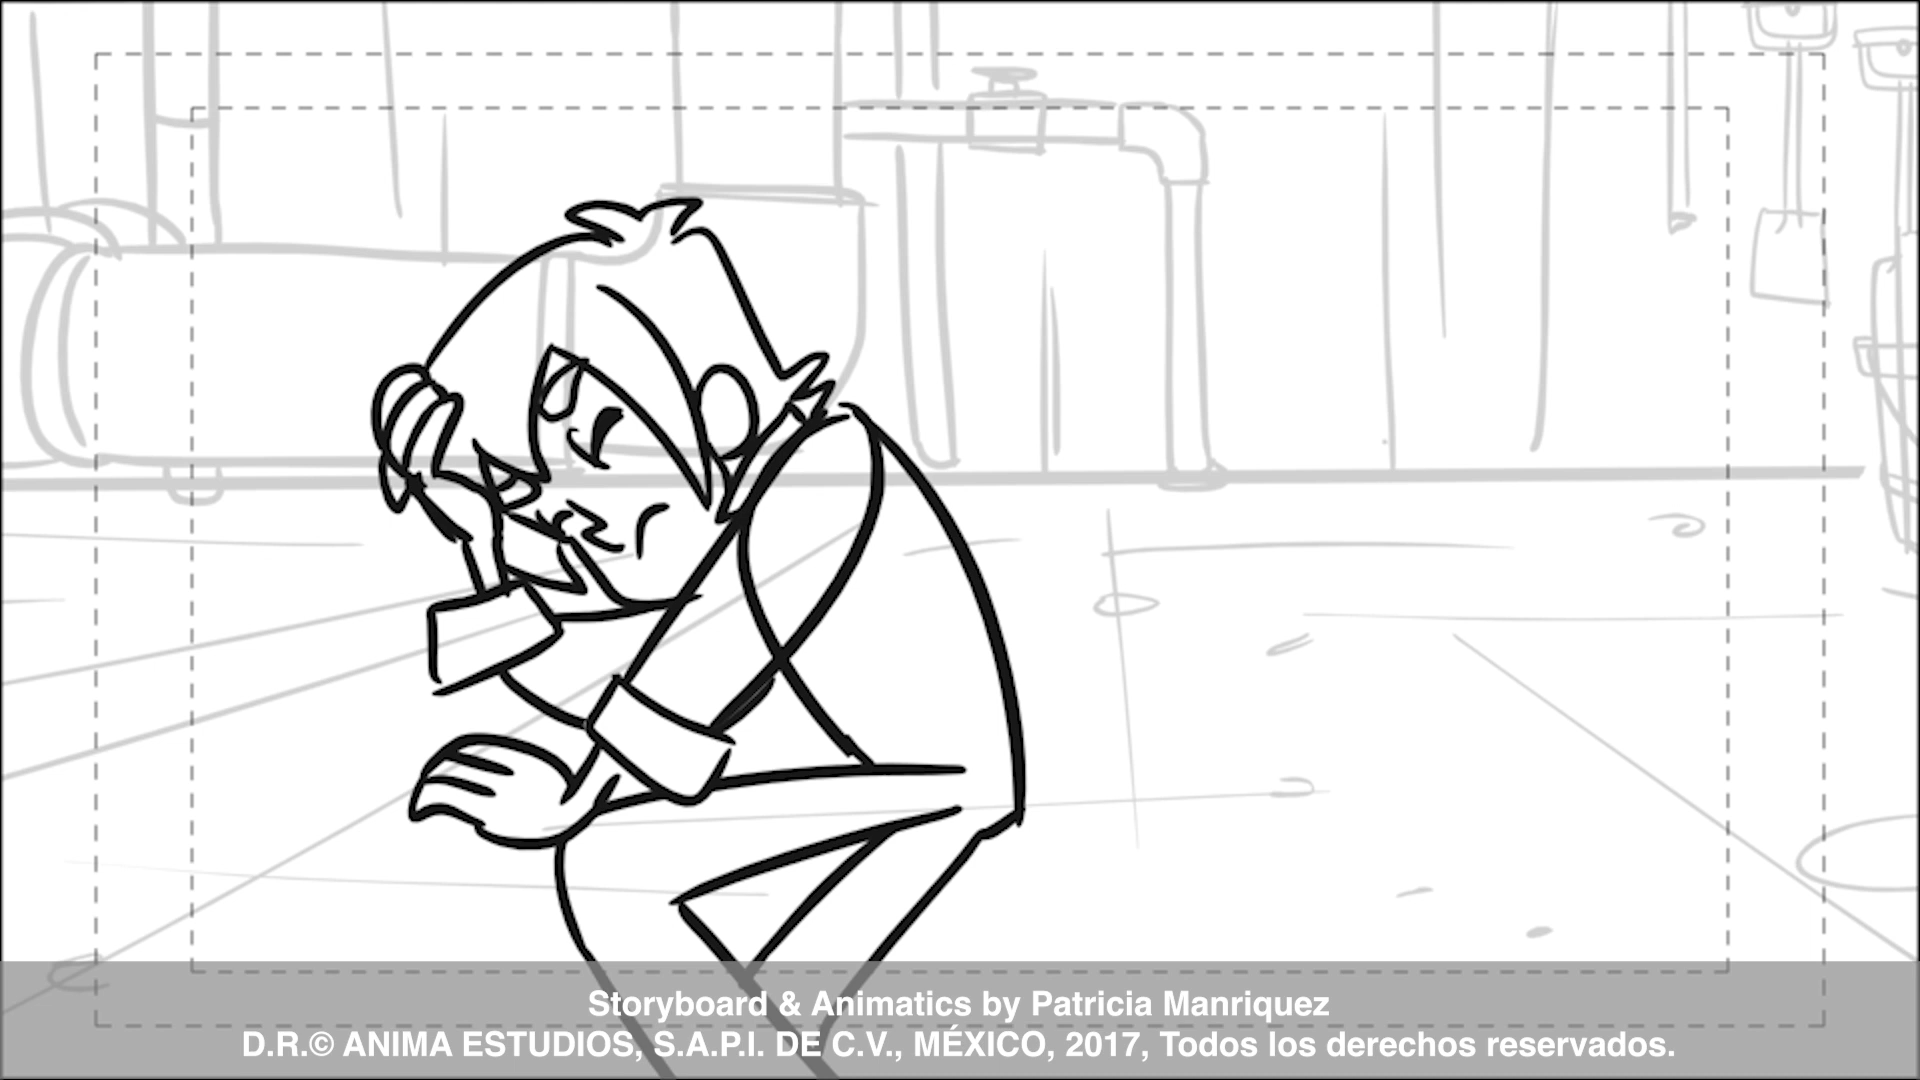 Storyboard & Animatics by Patricia Manriquez
D.R.© ANIMA ESTUDIOS, S.A.P.I. DE C.V., MÉXICO, 2017, Todos los derechos reservados.